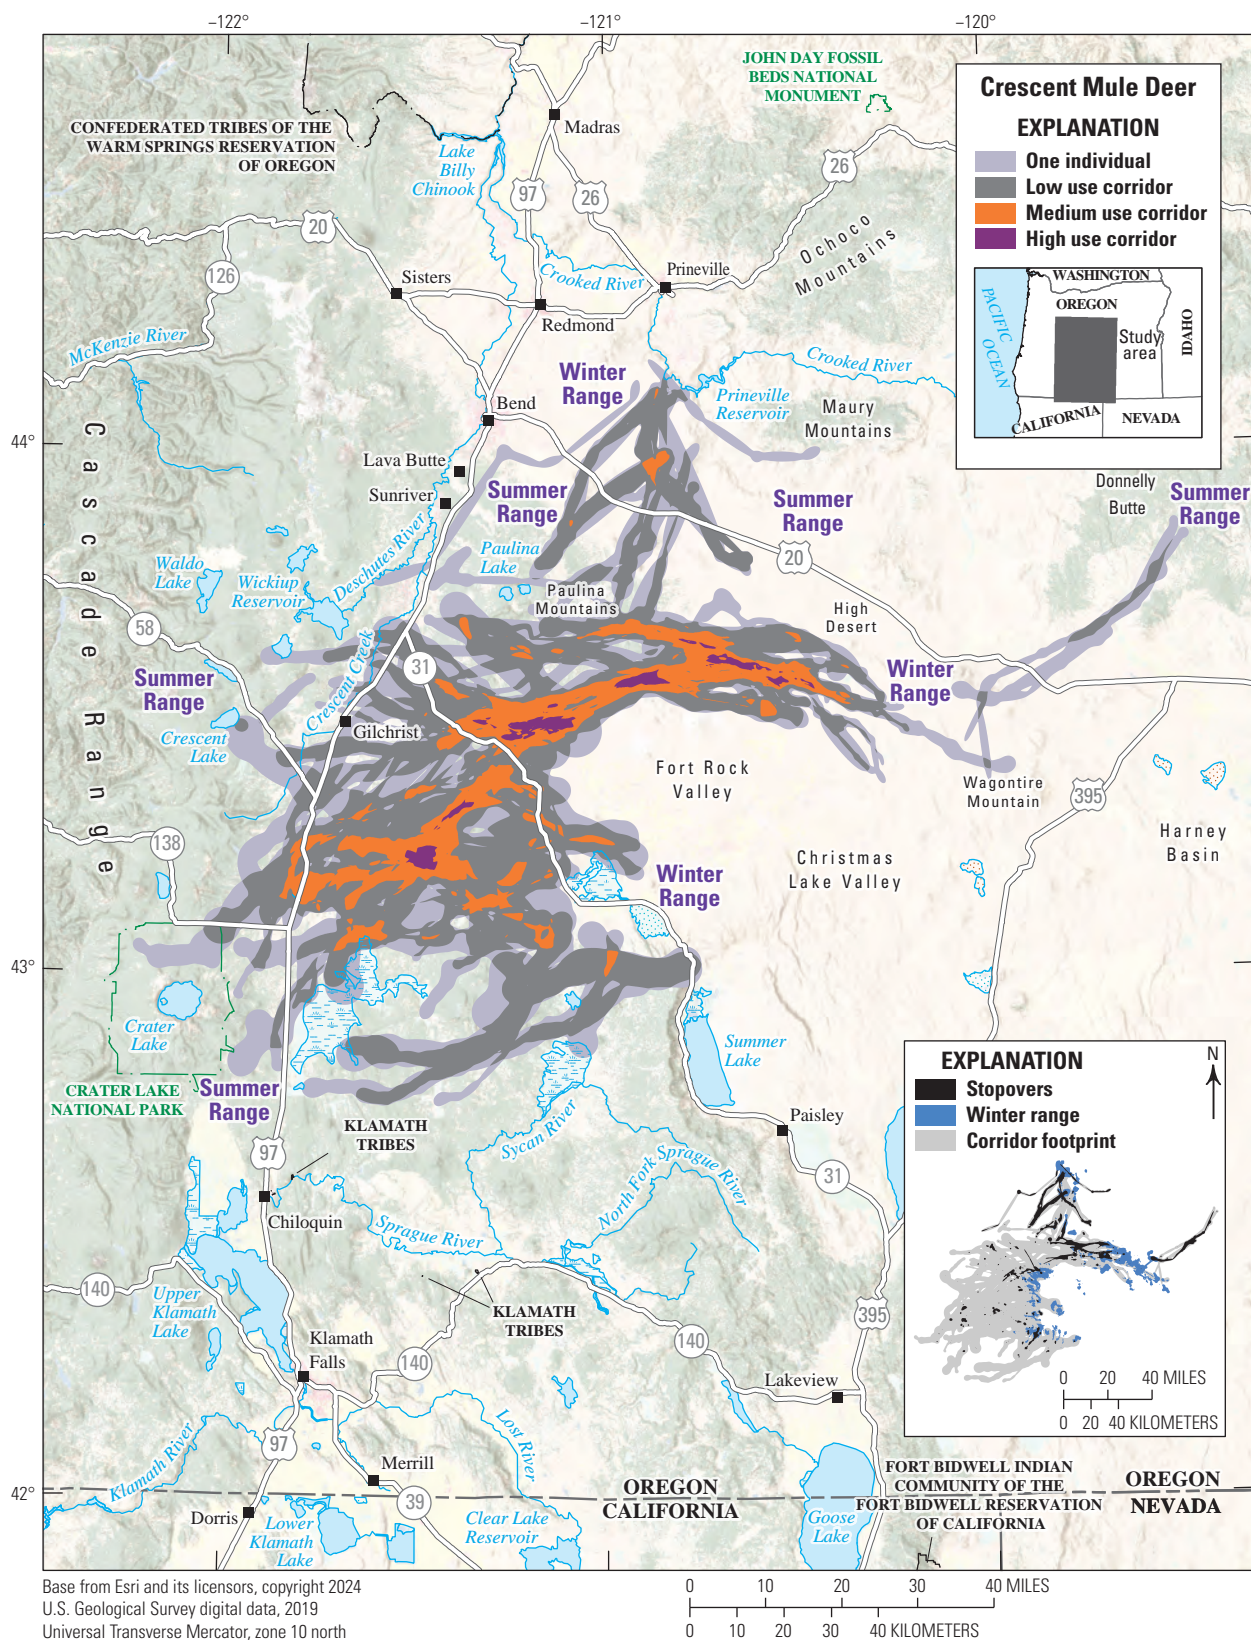 –122°
–121°
–120°
JOHN DAY FOSSIL
BEDS NATIONAL
MONUMENT
Crescent Mule Deer
EXPLANATION
One individual
Low use corridor
Medium use corridor
High use corridor
WASHINGTON
OREGON
PACIFIC
OCEAN
Study
area
IDAHO
CALIFORNIA
NEVADA
CONFEDERATED TRIBES OF THE
WARM SPRINGS RESERVATION
OF OREGON
Madras
Lake
Billy
Chinook
97
26
26
20
126
Ochoco
Mountains
Sisters
Crooked River
Prineville
Redmond
McKenzie River
Winter
Range
Crooked River
Prineville
Reservoir
Maury
Mountains
Bend
44°
Cascade Range
Lava Butte
Sunriver
Summer
Range
Summer
Range
Donnelly
Butte
Summer
Range
Deschutes River
Paulina
Lake
20
Waldo
Lake
Wickiup
Reservoir
Paulina
Mountains
High
Desert
58
Crescent Creek
31
Winter
Range
Summer
Range
Gilchrist
Crescent
Lake
Fort Rock
Valley
Wagontire
Mountain
395
138
Harney
Basin
Christmas
Lake Valley
Winter
Range
43°
Crater
Lake
Summer
Lake
CRATER LAKE
NATIONAL PARK
Summer
Range
KLAMATH
TRIBES
Paisley
Sycan River
97
North Fork Sprague River
31
Chiloquin
Sprague River
EXPLANATION
N
Stopovers
Winter range
Corridor footprint
0 20 40 MILES
0 20 40 KILOMETERS
140
Upper
Klamath
Lake
KLAMATH
TRIBES
395
Klamath
Falls
140
140
Lakeview
Lost River
Klamath River
97
Merrill
42°
39
OREGON
CALIFORNIA
FORT BIDWELL INDIAN
COMMUNITY OF THE
FORT BIDWELL RESERVATION
OF CALIFORNIA
OREGON
NEVADA
Dorris
Lower
Klamath
Lake
Clear Lake
Reservoir
Goose
Lake
Base from Esri and its licensors, copyright 2024
U.S. Geological Survey digital data, 2019
Universal Transverse Mercator, zone 10 north
0 10 20 30 40 MILES
0 10 20 30 40 KILOMETERS